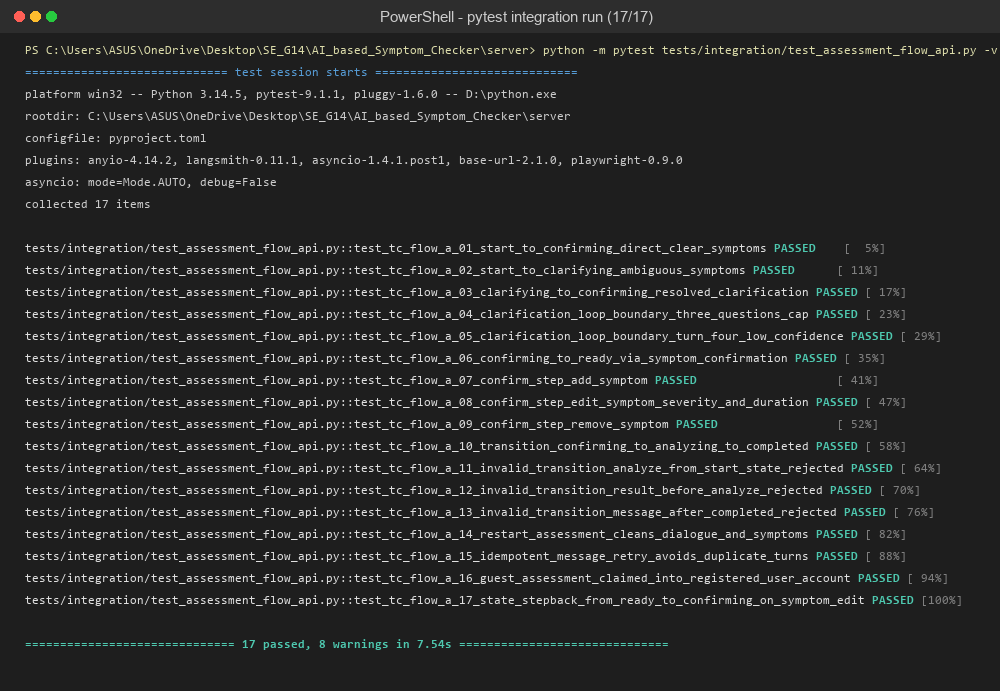 PowerShell - pytest integration run (17/17)
PS C:\Users\ASUS\OneDrive\Desktop\SE_G14\AI_based_Symptom_Checker\server> python -m pytest tests/integration/test_assessment_flow_api.py -v
============================= test session starts =============================
platform win32 -- Python 3.14.5, pytest-9.1.1, pluggy-1.6.0 -- D:\python.exe
rootdir: C:\Users\ASUS\OneDrive\Desktop\SE_G14\AI_based_Symptom_Checker\server
configfile: pyproject.toml
plugins: anyio-4.14.2, langsmith-0.11.1, asyncio-1.4.1.post1, base-url-2.1.0, playwright-0.9.0
asyncio: mode=Mode.AUTO, debug=False
collected 17 items
tests/integration/test_assessment_flow_api.py::test_tc_flow_a_01_start_to_confirming_direct_clear_symptoms PASSED    [  5%]
tests/integration/test_assessment_flow_api.py::test_tc_flow_a_02_start_to_clarifying_ambiguous_symptoms PASSED      [ 11%]
tests/integration/test_assessment_flow_api.py::test_tc_flow_a_03_clarifying_to_confirming_resolved_clarification PASSED [ 17%]
tests/integration/test_assessment_flow_api.py::test_tc_flow_a_04_clarification_loop_boundary_three_questions_cap PASSED [ 23%]
tests/integration/test_assessment_flow_api.py::test_tc_flow_a_05_clarification_loop_boundary_turn_four_low_confidence PASSED [ 29%]
tests/integration/test_assessment_flow_api.py::test_tc_flow_a_06_confirming_to_ready_via_symptom_confirmation PASSED [ 35%]
tests/integration/test_assessment_flow_api.py::test_tc_flow_a_07_confirm_step_add_symptom PASSED                    [ 41%]
tests/integration/test_assessment_flow_api.py::test_tc_flow_a_08_confirm_step_edit_symptom_severity_and_duration PASSED [ 47%]
tests/integration/test_assessment_flow_api.py::test_tc_flow_a_09_confirm_step_remove_symptom PASSED                 [ 52%]
tests/integration/test_assessment_flow_api.py::test_tc_flow_a_10_transition_confirming_to_analyzing_to_completed PASSED [ 58%]
tests/integration/test_assessment_flow_api.py::test_tc_flow_a_11_invalid_transition_analyze_from_start_state_rejected PASSED [ 64%]
tests/integration/test_assessment_flow_api.py::test_tc_flow_a_12_invalid_transition_result_before_analyze_rejected PASSED [ 70%]
tests/integration/test_assessment_flow_api.py::test_tc_flow_a_13_invalid_transition_message_after_completed_rejected PASSED [ 76%]
tests/integration/test_assessment_flow_api.py::test_tc_flow_a_14_restart_assessment_cleans_dialogue_and_symptoms PASSED [ 82%]
tests/integration/test_assessment_flow_api.py::test_tc_flow_a_15_idempotent_message_retry_avoids_duplicate_turns PASSED [ 88%]
tests/integration/test_assessment_flow_api.py::test_tc_flow_a_16_guest_assessment_claimed_into_registered_user_account PASSED [ 94%]
tests/integration/test_assessment_flow_api.py::test_tc_flow_a_17_state_stepback_from_ready_to_confirming_on_symptom_edit PASSED [100%]
============================== 17 passed, 8 warnings in 7.54s ==============================